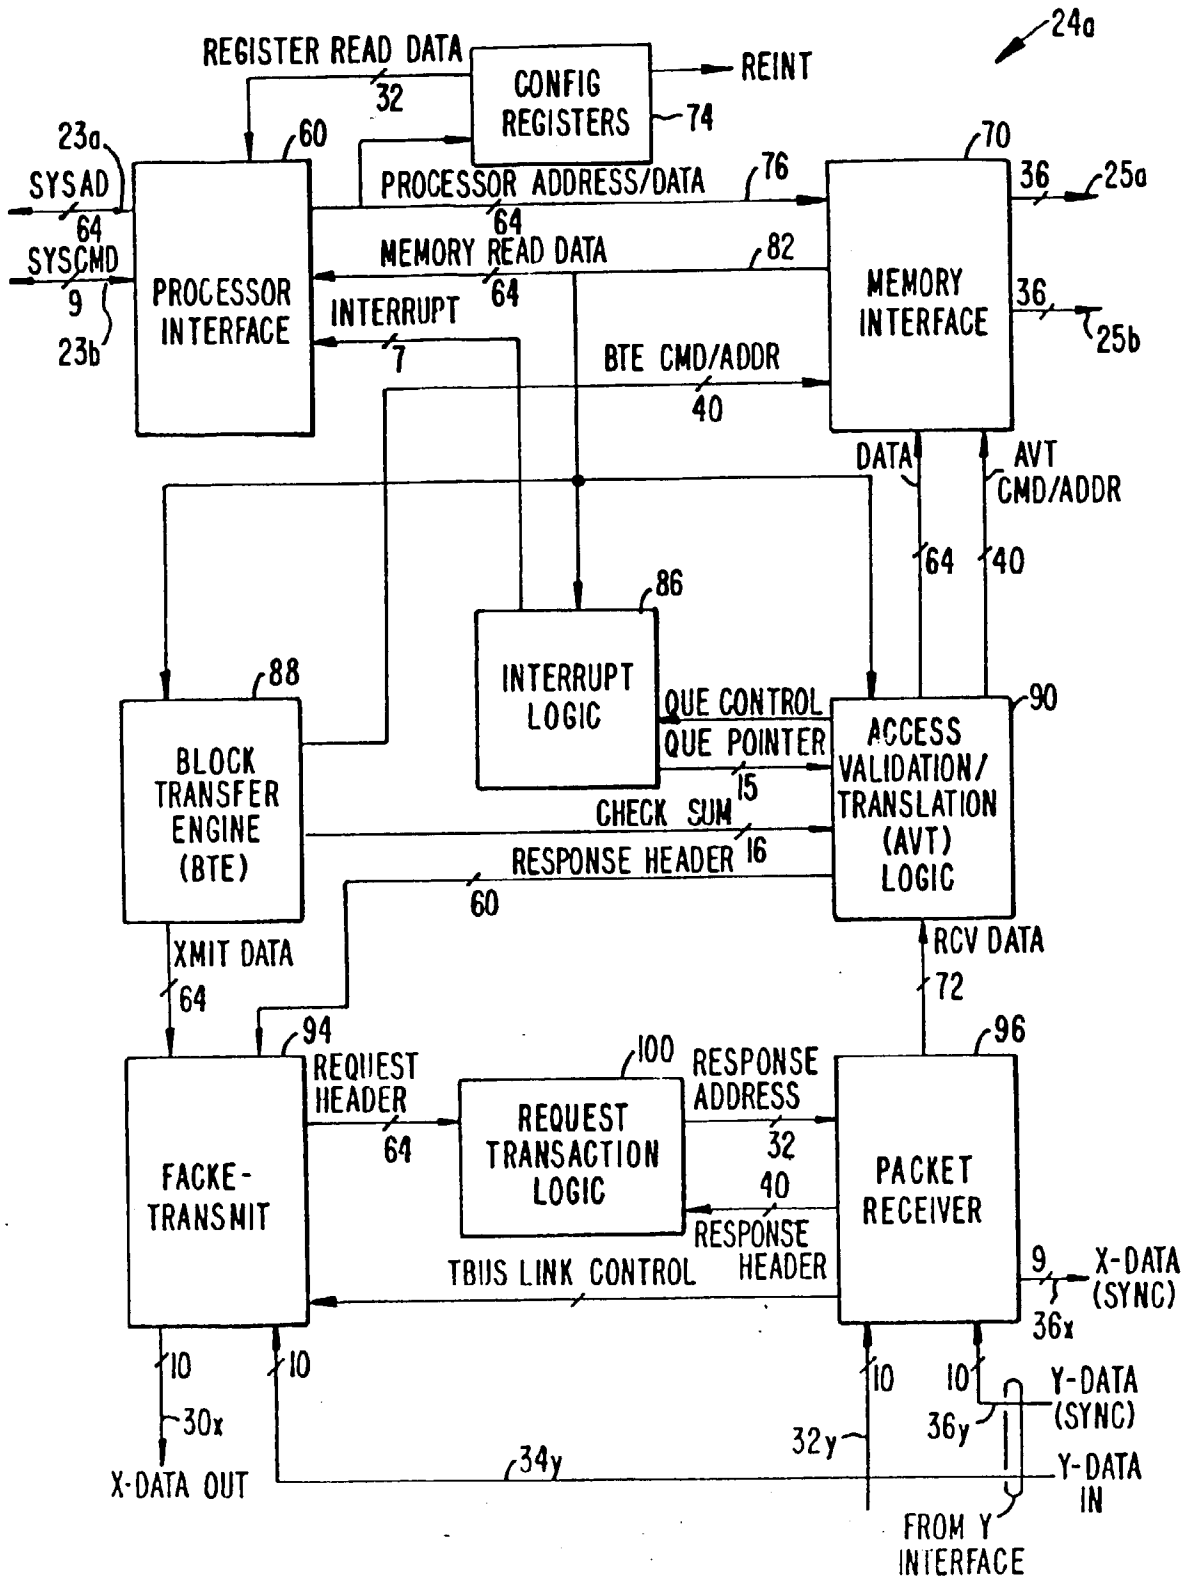 24a
REGISTER READ DATA
32
CONFIG
REGISTERS
REINT
74
23a
60
70
SYSAD
64
SYSCMD
9
23b
PROCESSOR
INTERFACE
PROCESSOR ADDRESS/DATA
76
64
MEMORY READ DATA
82
64
INTERRUPT
7
BTE CMD/ADDR
40
MEMORY
INTERFACE
36
25a
36
25b
DATA
AVT
CMD/ADDR
64
40
86
INTERRUPT
LOGIC
88
BLOCK
TRANSFER
ENGINE
(BTE)
QUE CONTROL
QUE POINTER
15
CHECK SUM
16
RESPONSE HEADER
60
90
ACCESS
VALIDATION/
TRANSLATION
(AVT)
LOGIC
XMIT DATA
64
RCV DATA
72
94
FACKE-
TRANSMIT
REQUEST
HEADER
64
100
REQUEST
TRANSACTION
LOGIC
RESPONSE
ADDRESS
32
40
RESPONSE
HEADER
96
PACKET
RECEIVER
TBUS LINK CONTROL
9
X-DATA
(SYNC)
36x
10
10
10
10
30x
X-DATA OUT
34y
32y
36y
Y-DATA
(SYNC)
Y-DATA
IN
FROM Y
INTERFACE